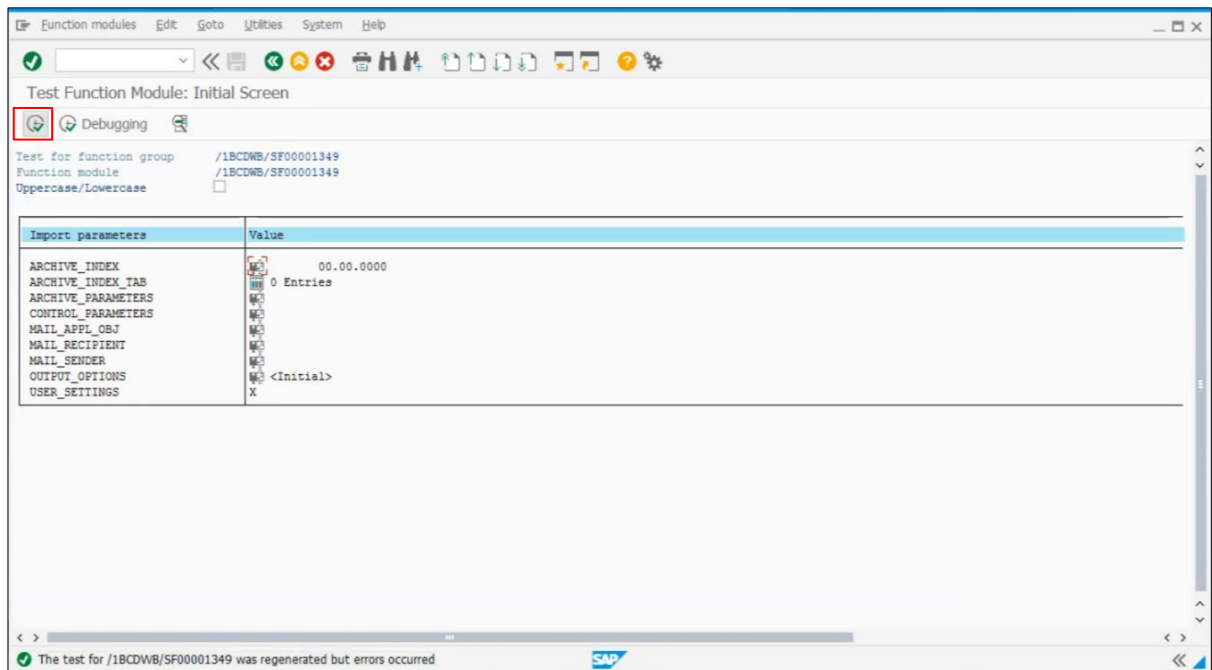 Function modules Edit Goto Utilities System Help
Test Function Module: Initial Screen
Debugging
Test for function group /1BCDWB/SF00001349
Function module /1BCDWB/SF00001349
Uppercase/Lowercase
Import parameters Value
ARCHIVE_INDEX 00.00.0000
ARCHIVE_INDEX_TAB 0 Entries
ARCHIVE_PARAMETERS
CONTROL_PARAMETERS
MAIL_APPL_OBJ
MAIL_RECIPIENT
MAIL_SENDER
OUTPUT_OPTIONS <Initial>
USER_SETTINGS X
The test for /1BCDWB/SF00001349 was regenerated but errors occurred SAP